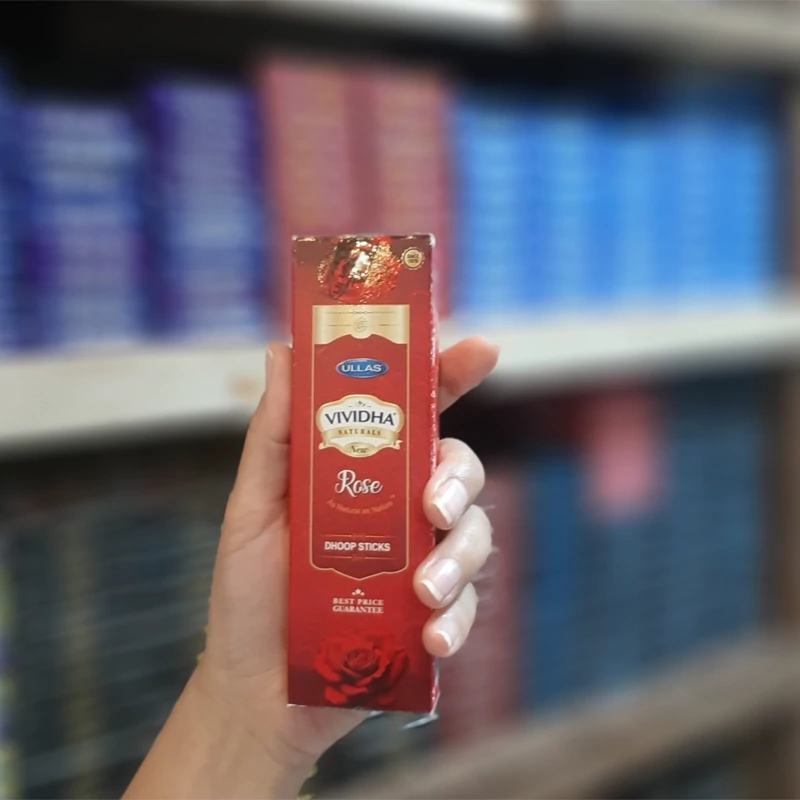 ULLAS
VIVIDHA
NATURALS
New
Rose
As Natural as Nature
DHOOP STICKS
BEST PRICE
GUARANTEE